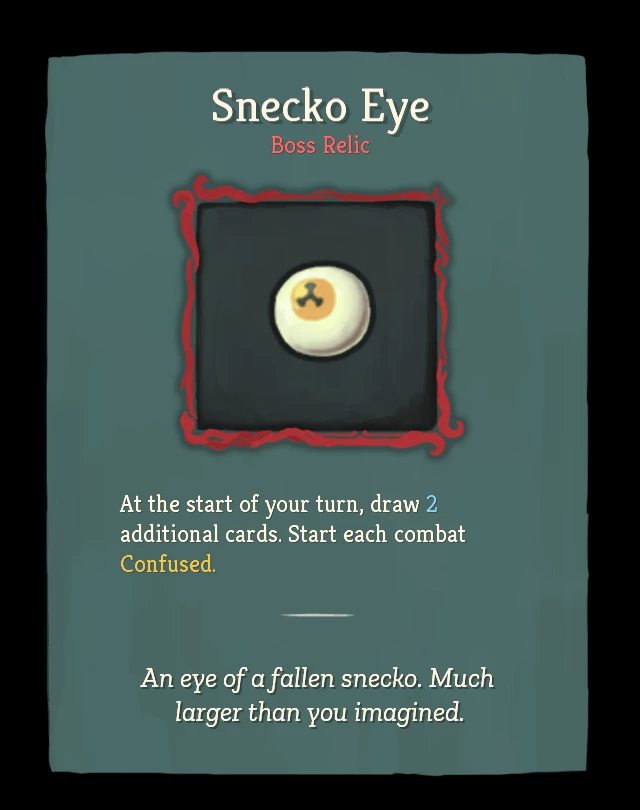 Snecko Eye
Boss Relic
At the start of your turn, draw 2
additional cards. Start each combat
Confused.
An eye of a fallen snecko. Much
larger than you imagined.